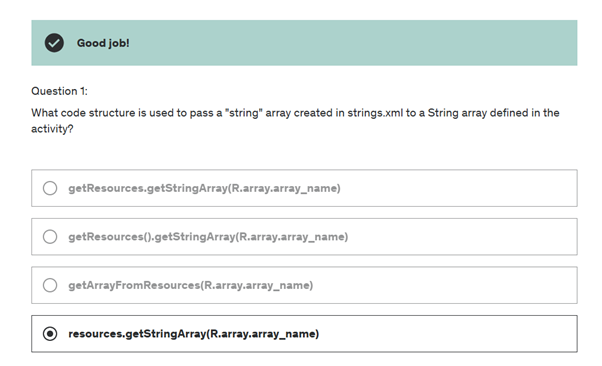 Good job!
Question 1:
What code structure is used to pass a "string" array created in strings.xml to a String array defined in the
activity?
getResources.getStringArray(R.array.array_name)
getResources().getStringArray(R.array.array_name)
getArrayFromResources(R.array.array_name)
resources.getStringArray(R.array.array_name)